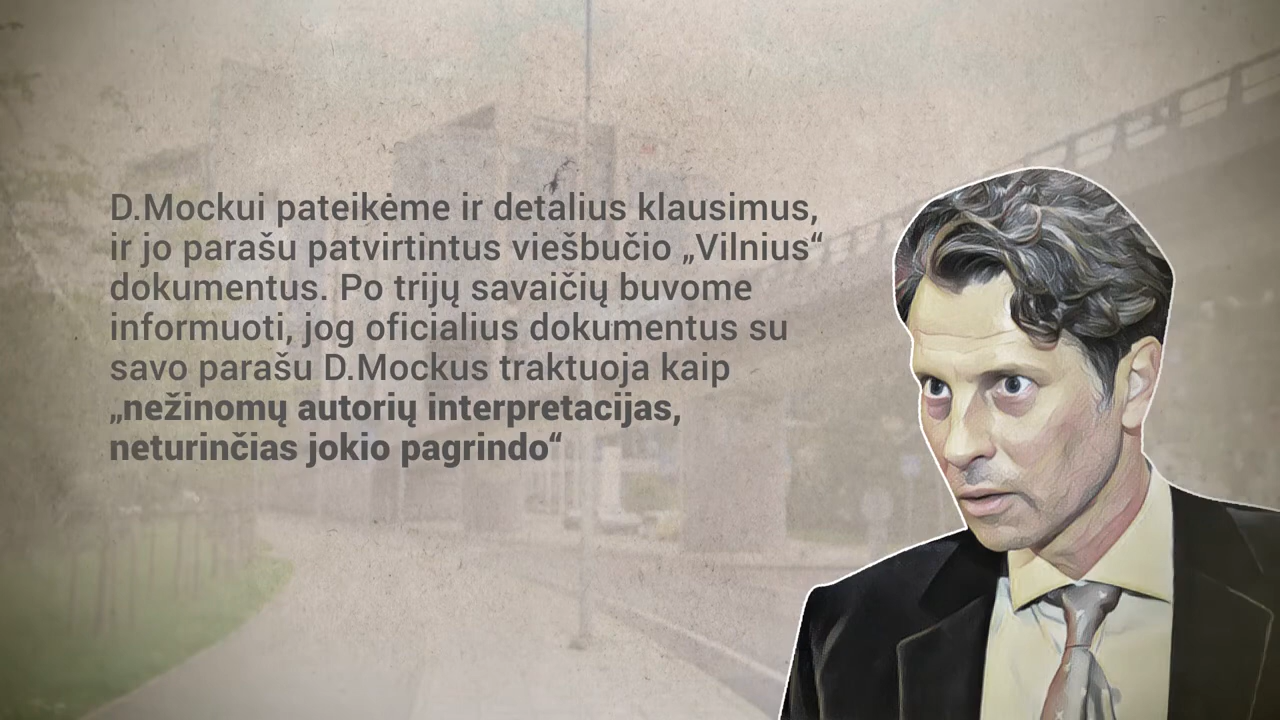 D.Mockui pateikėme ir detalius klausimus,
ir jo parašu patvirtintus viešbučio „Vilnius“
dokumentus. Po trijų savaičių buvome
informuoti, jog oficialius dokumentus su
savo parašu D.Mockus traktuoja kaip
„nežinomų autorių interpretacijas,
neturinčias jokio pagrindo“